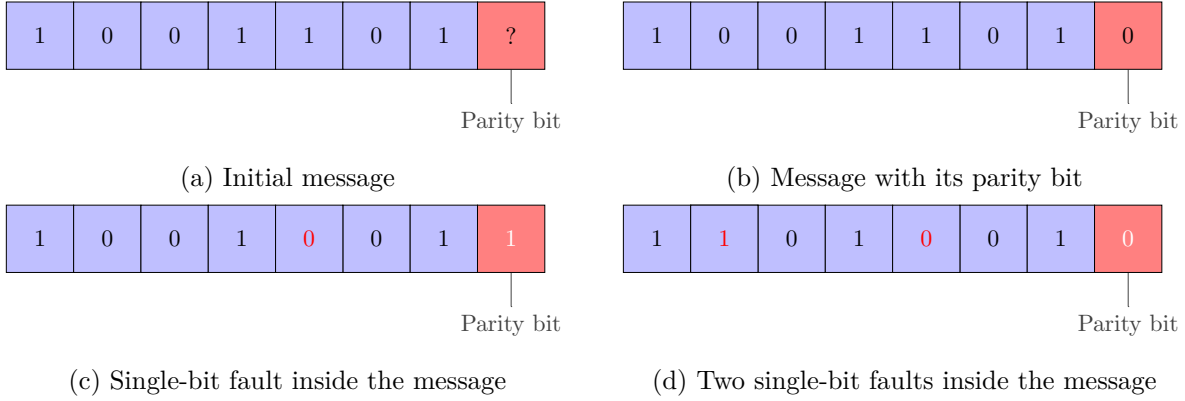 1 0 0 1 1 0 1 ?
Parity bit
(a) Initial message
1 0 0 1 1 0 1 0
Parity bit
(b) Message with its parity bit
1 0 0 1 0 0 1 1
Parity bit
(c) Single-bit fault inside the message
1 1 0 1 0 0 1 0
Parity bit
(d) Two single-bit faults inside the message